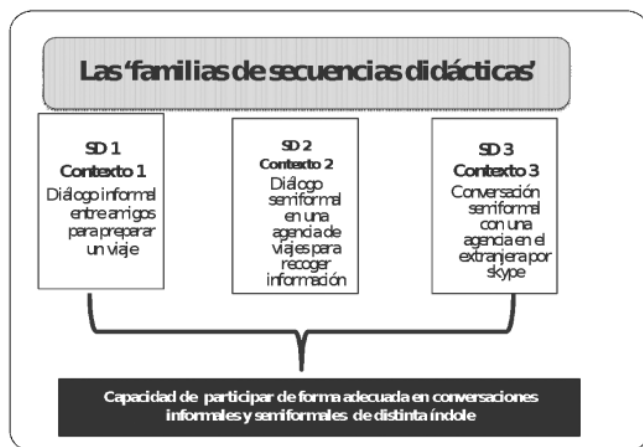 Las ‘familias de secuencias didácticas’
SD 1
Contexto 1
Diálogo informal
entre amigos
para preparar
un viaje
SD 2
Contexto 2
Diálogo
semiformal
en una
agencia de
viajes para
recoger
información
SD 3
Contexto 3
Conversación
semiformal
con una
agencia en el
extranjera por
skype
Capacidad de participar de forma adecuada en conversaciones
informales y semiformales de distinta índole